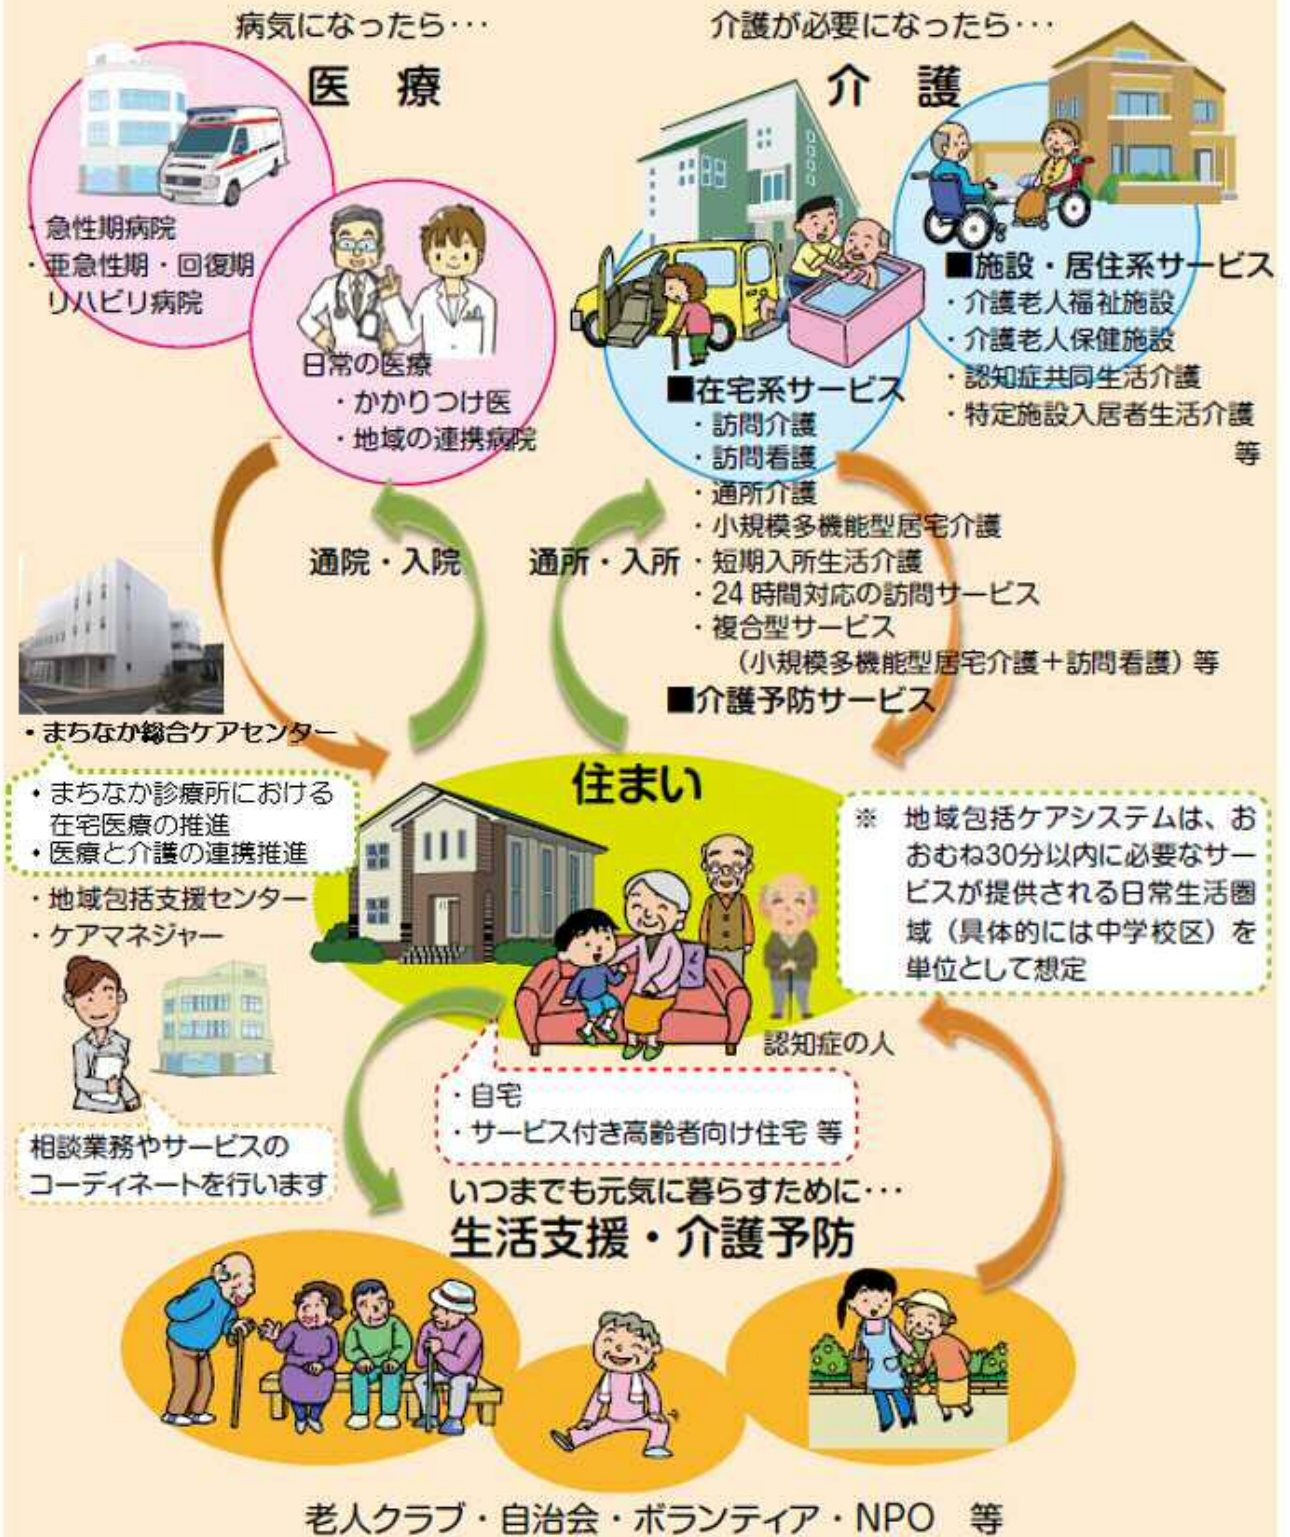 病気になったら･･･
医 療
・急性期病院
・亜急性期・回復期
リハビリ病院
日常の医療
・かかりつけ医
・地域の連携病院
介護が必要になったら･･･
介 護
■施設・居住系サービス
・介護老人福祉施設
・介護老人保健施設
・認知症共同生活介護
・特定施設入居者生活介護
等
■在宅系サービス
・訪問介護
・訪問看護
・通所介護
・小規模多機能型居宅介護
・短期入所生活介護
・24 時間対応の訪問サービス
・複合型サービス
（小規模多機能型居宅介護＋訪問看護）等
■介護予防サービス
通院・入院
通所・入所
・まちなか総合ケアセンター
・まちなか診療所における
在宅医療の推進
・医療と介護の連携推進
・地域包括支援センター
・ケアマネジャー
相談業務やサービスの
コーディネートを行います
住まい
※ 地域包括ケアシステムは、お
おむね30分以内に必要なサー
ビスが提供される日常生活圏
域（具体的には中学校区）を
単位として想定
認知症の人
・自宅
・サービス付き高齢者向け住宅 等
いつまでも元気に暮らすために･･･
生活支援・介護予防
老人クラブ・自治会・ボランティア・NPO 等